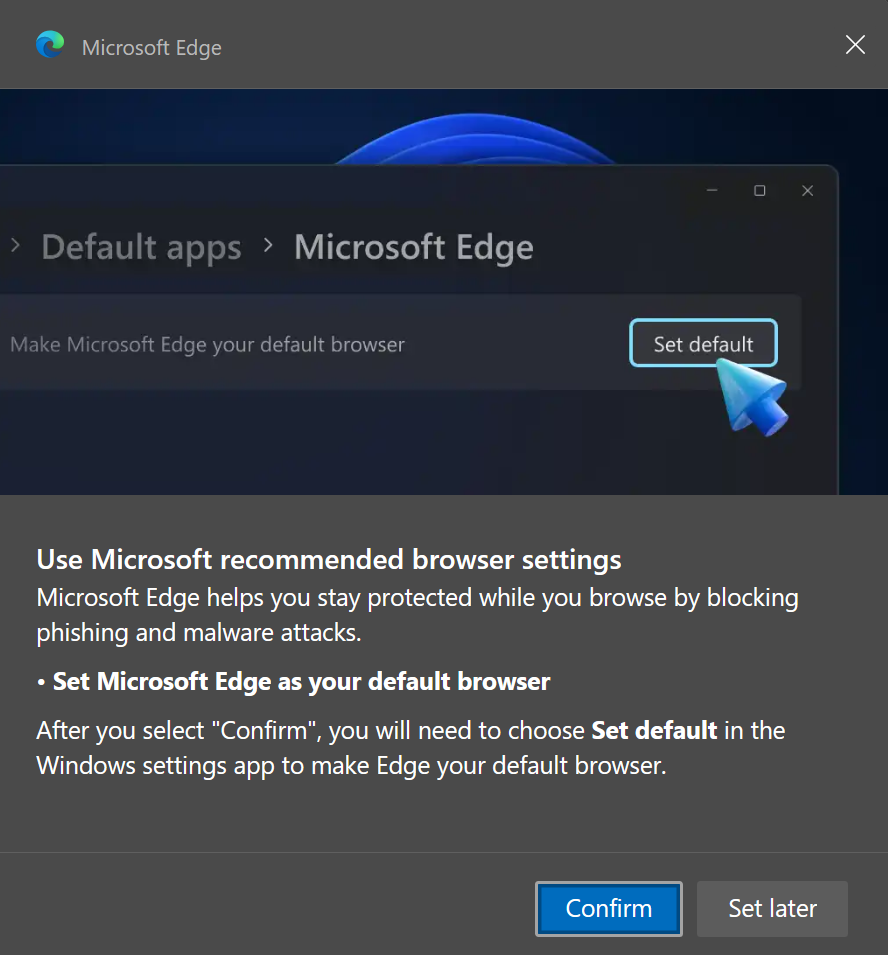 Microsoft Edge
> Default apps > Microsoft Edge
Make Microsoft Edge your default browser
Set default
Use Microsoft recommended browser settings
Microsoft Edge helps you stay protected while you browse by blocking
phishing and malware attacks.
• Set Microsoft Edge as your default browser
After you select "Confirm", you will need to choose Set default in the
Windows settings app to make Edge your default browser.
Confirm
Set later